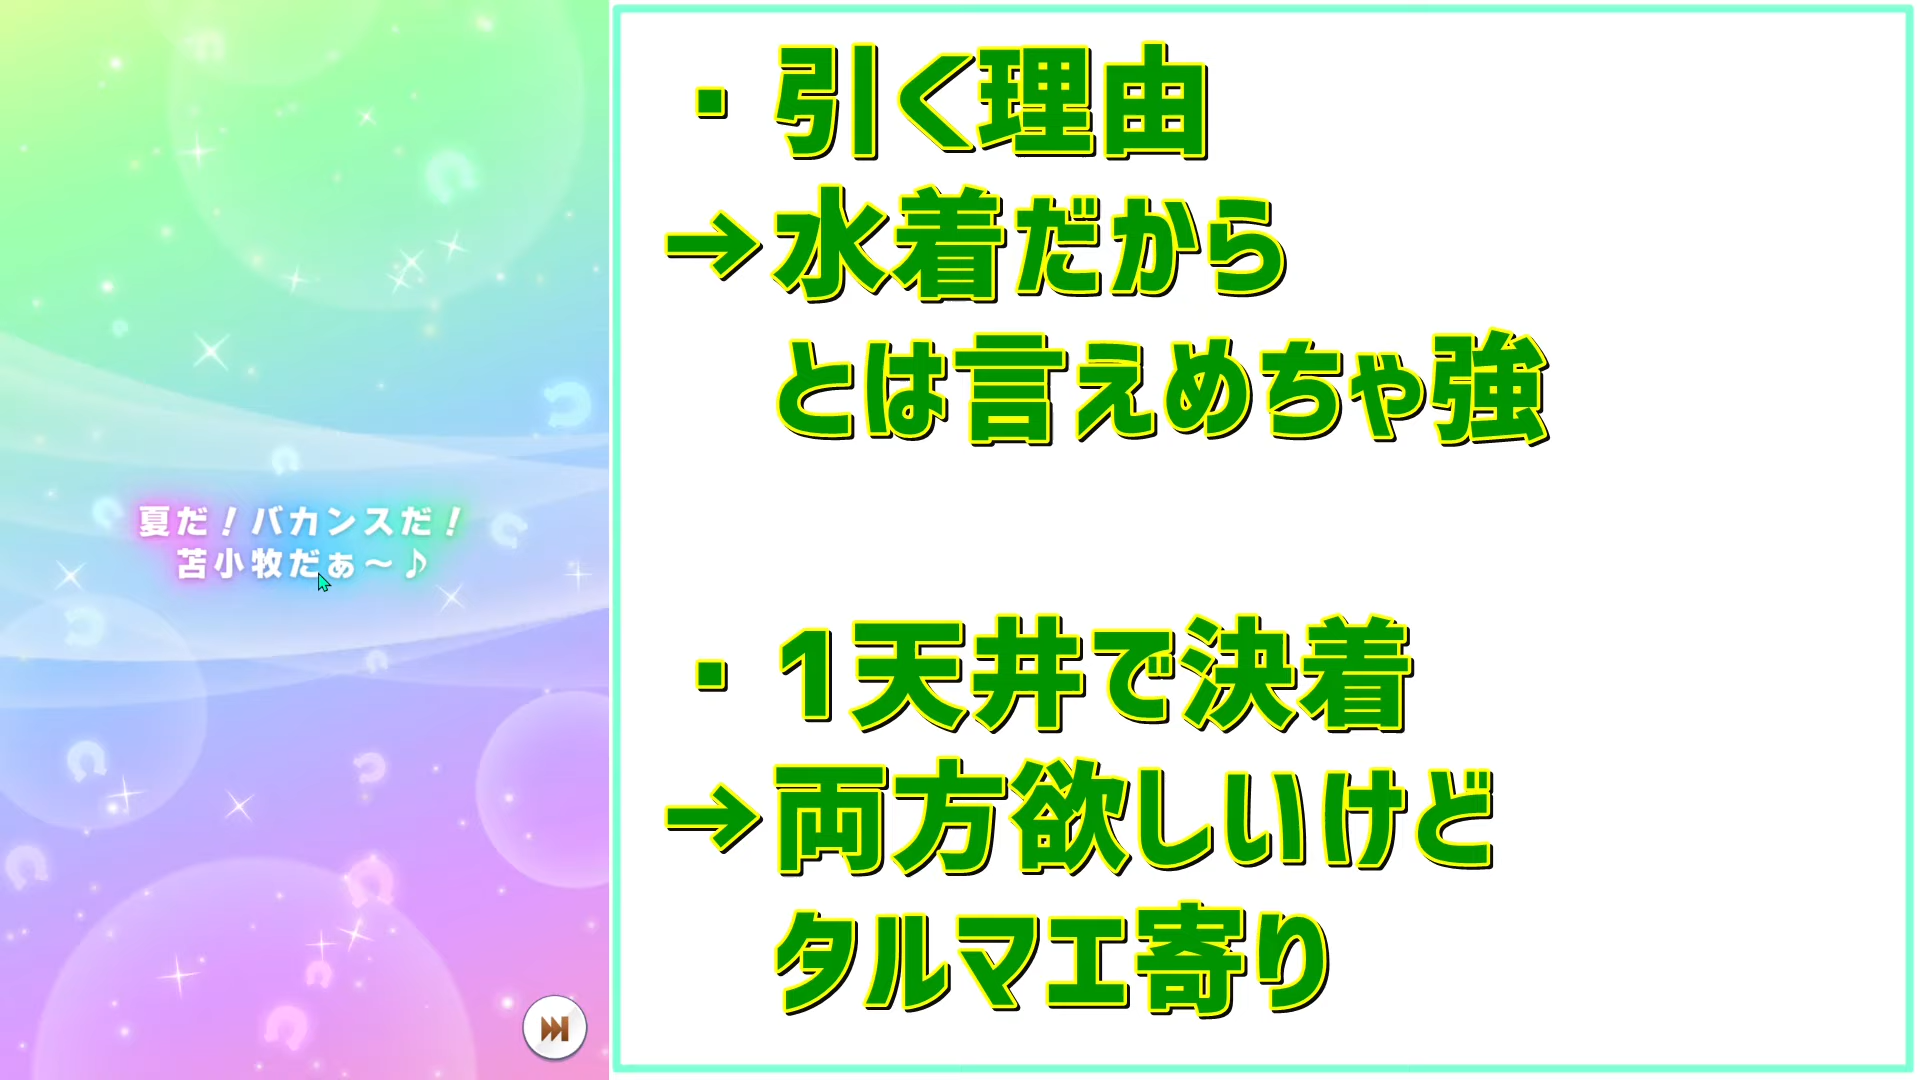 夏だ！バカンスだ！
苫小牧だぁ～♪
・引く理由
→水着だから
とは言えめちゃ強
・1天井で決着
→両方欲しいけど
タルマエ寄り